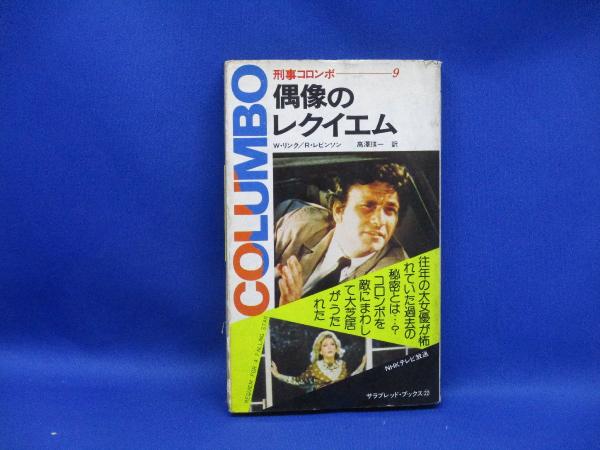 COLUMBO
刑事コロンボ──9
偶像の
レクイエム
W・リンク／R・レビンソン 高澤瑛一 訳
往年の大女優が怖
れていた過去の
秘密とは…？
コロンボを
敵にまわし
て大芝居
がうた
れた
NHKテレビ放送
REQUIEM FOR A FALLING STAR
サラブレッド・ブックス